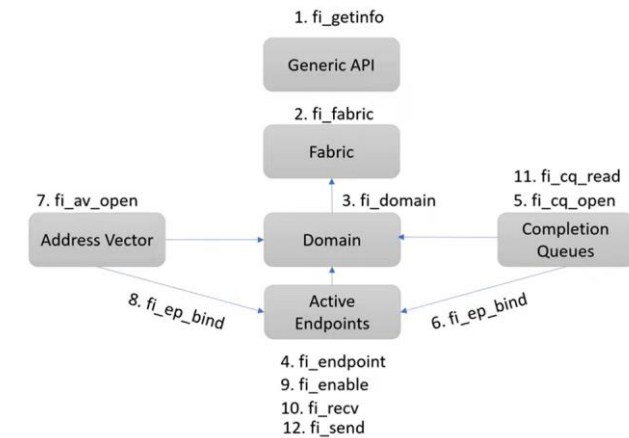 1. fi_getinfo
Generic API
2. fi_fabric
Fabric
11. fi_cq_read
7. fi_av_open
3. fi_domain
5. fi_cq_open
Address Vector
Domain
Completion
Queues
8. fi_ep_bind
Active
Endpoints
6. fi_ep_bind
4. fi_endpoint
9. fi_enable
10. fi_recv
12. fi_send